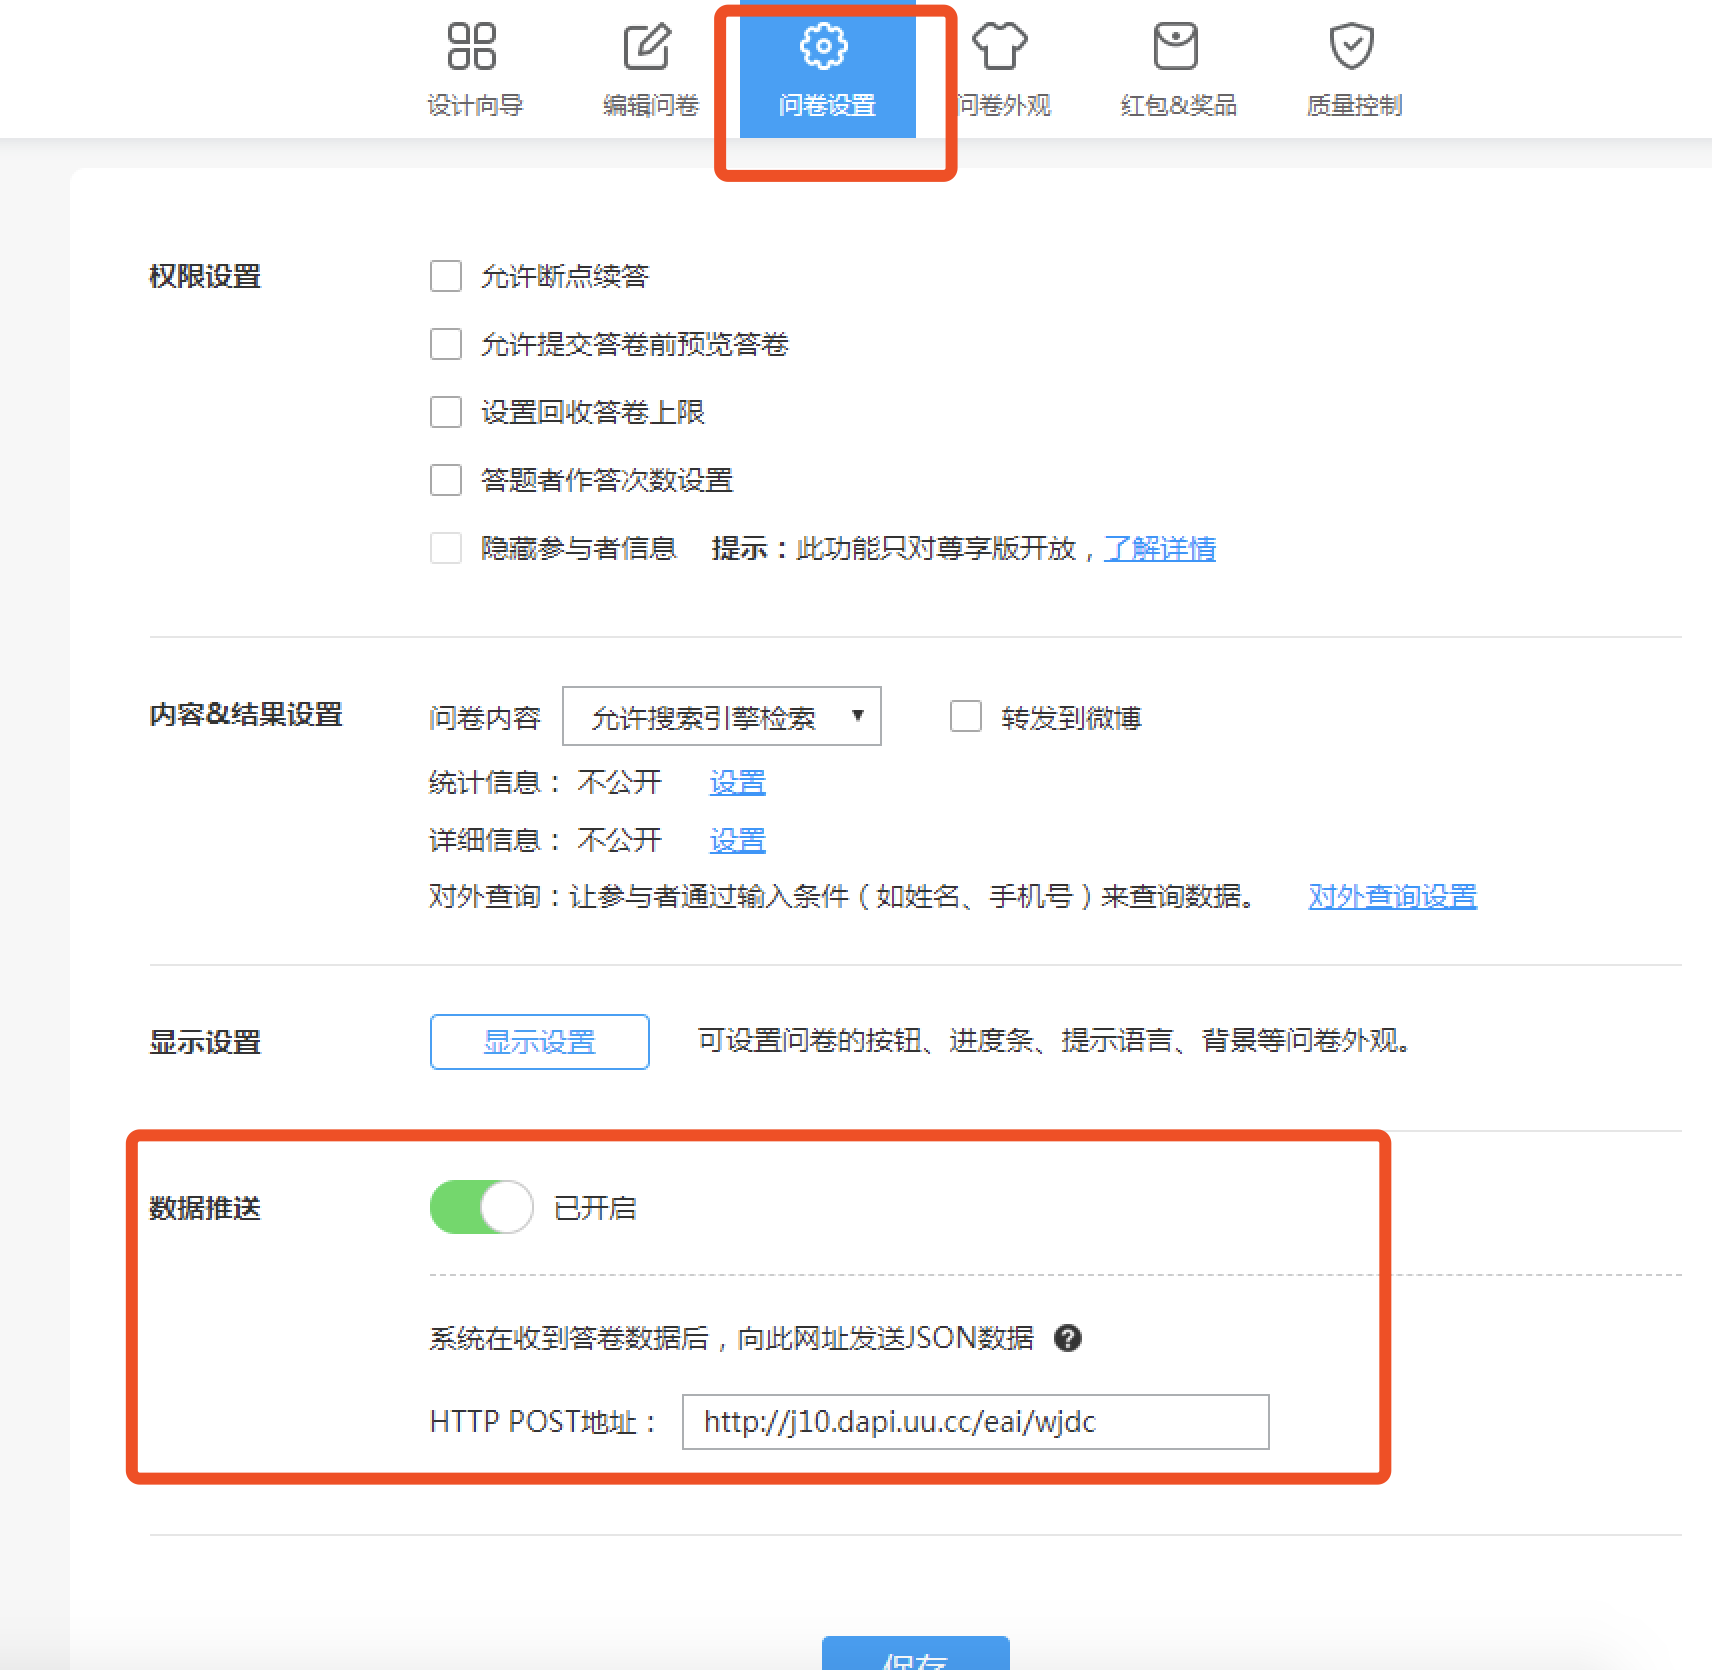 设计向导 编辑问卷 问卷设置 问卷外观 红包&奖品 质量控制
权限设置 允许断点续答
允许提交答卷前预览答卷
设置回收答卷上限
答题者作答次数设置
隐藏参与者信息 提示：此功能只对尊享版开放，了解详情
内容&结果设置 问卷内容 允许搜索引擎检索 转发到微博
统计信息： 不公开 设置
详细信息： 不公开 设置
对外查询：让参与者通过输入条件（如姓名、手机号）来查询数据。 对外查询设置
显示设置 显示设置 可设置问卷的按钮、进度条、提示语言、背景等问卷外观。
数据推送 已开启
系统在收到答卷数据后，向此网址发送JSON数据 ?
HTTP POST地址： http://j10.dapi.uu.cc/eai/wjdc
保存